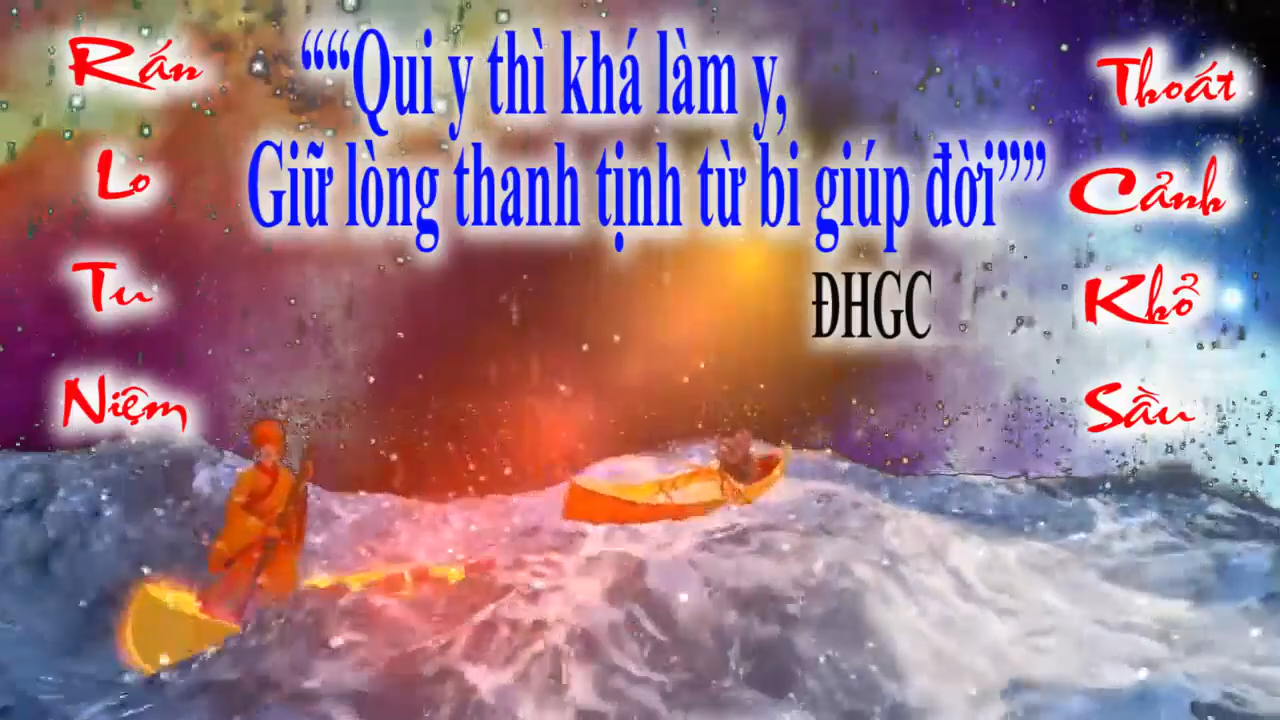 Rán
Lo
Tu
Niệm
““Qui y thì khá làm y,
Giữ lòng thanh tịnh từ bi giúp đời””
ĐHGC
Thoát
Cảnh
Khổ
Sầu